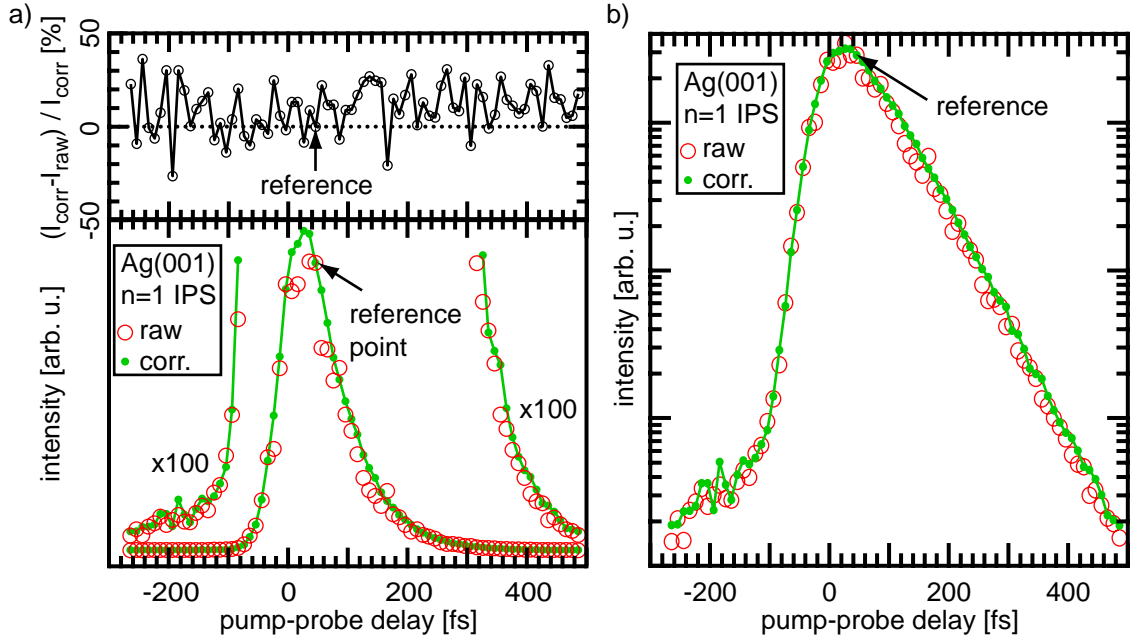 a)
(I_corr-I_raw) / I_corr [%]
50
0
-50
reference
intensity [arb. u.]
Ag(001)
n=1 IPS
raw
corr.
reference
point
x100
x100
-200
0
200
400
pump-probe delay [fs]
b)
intensity [arb. u.]
Ag(001)
n=1 IPS
raw
corr.
reference
-200
0
200
400
pump-probe delay [fs]